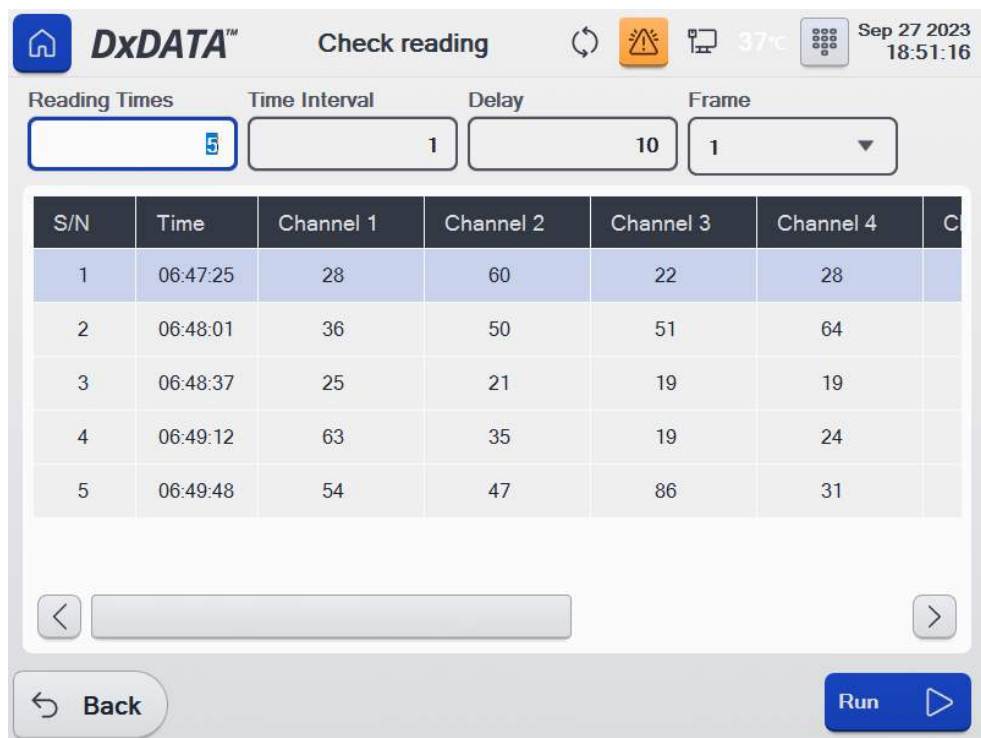 DxDATA™ Check reading 37°C Sep 27 2023
18:51:16
Reading Times Time Interval Delay Frame
5 1 10 1
S/N Time Channel 1 Channel 2 Channel 3 Channel 4 Cl
1 06:47:25 28 60 22 28
2 06:48:01 36 50 51 64
3 06:48:37 25 21 19 19
4 06:49:12 63 35 19 24
5 06:49:48 54 47 86 31
Back Run